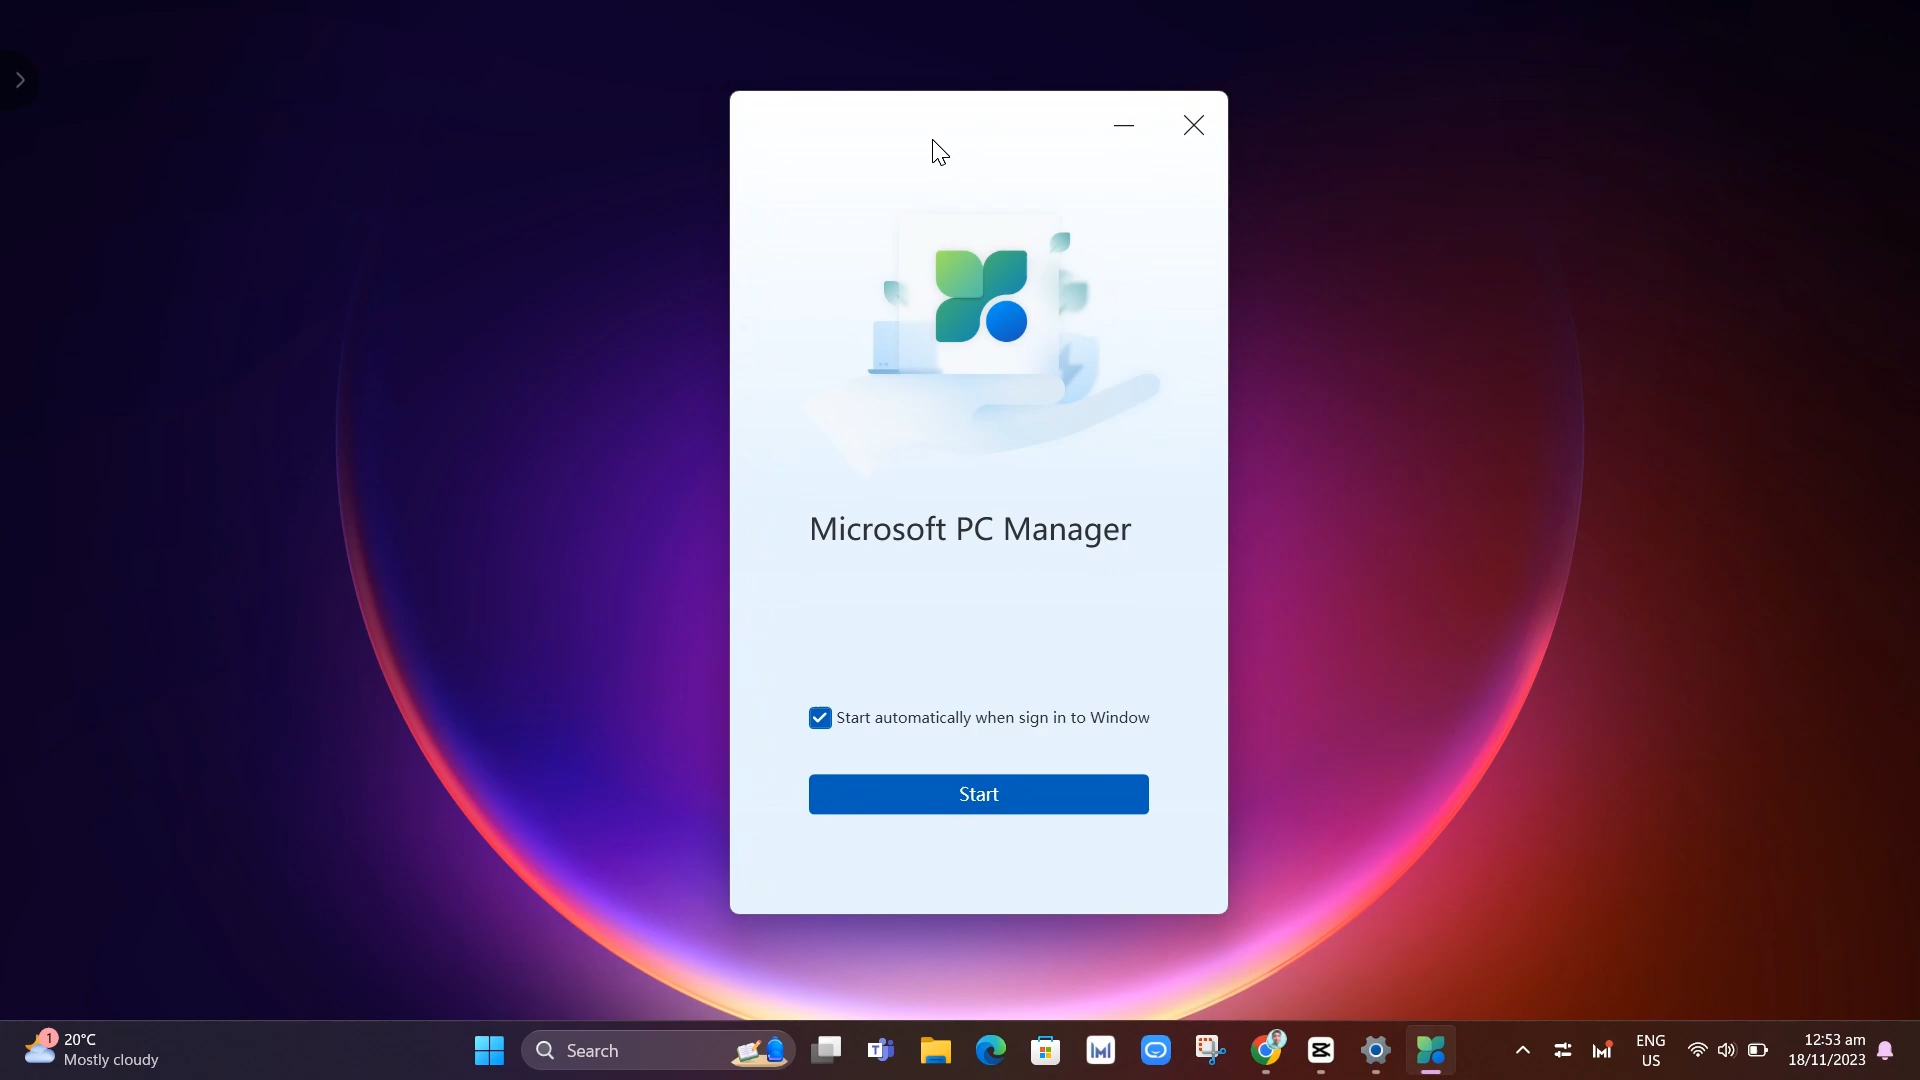 Microsoft PC Manager
Start automatically when sign in to Window
Start
1
20°C
Mostly cloudy
Search
ENG
US
12:53 am
18/11/2023